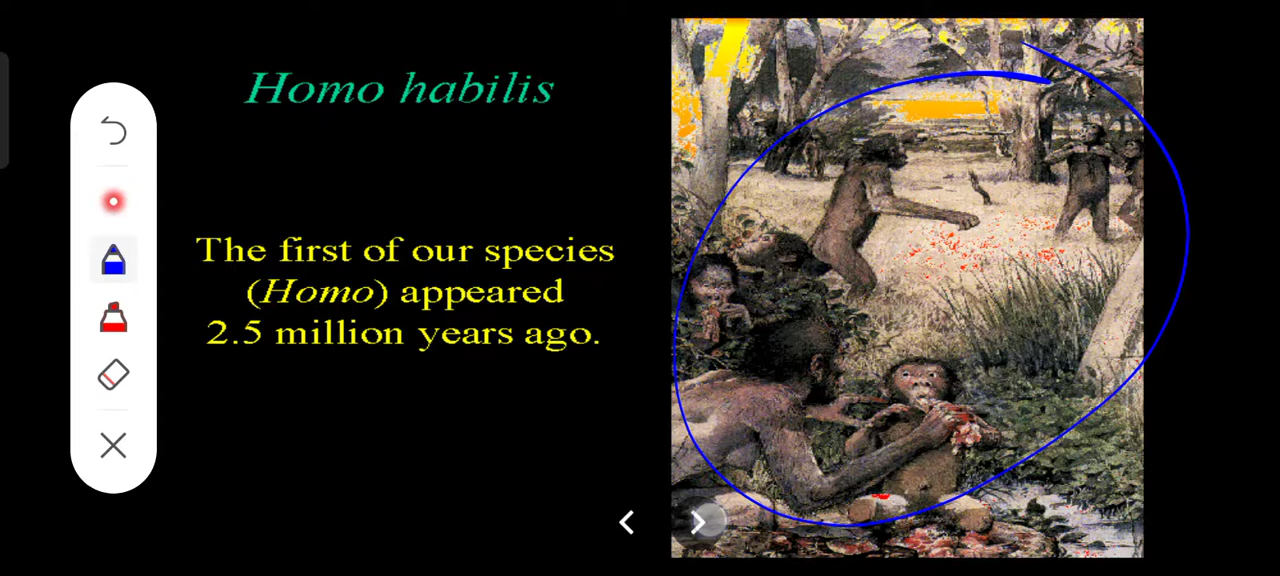 Homo habilis
The first of our species
(Homo) appeared
2.5 million years ago.